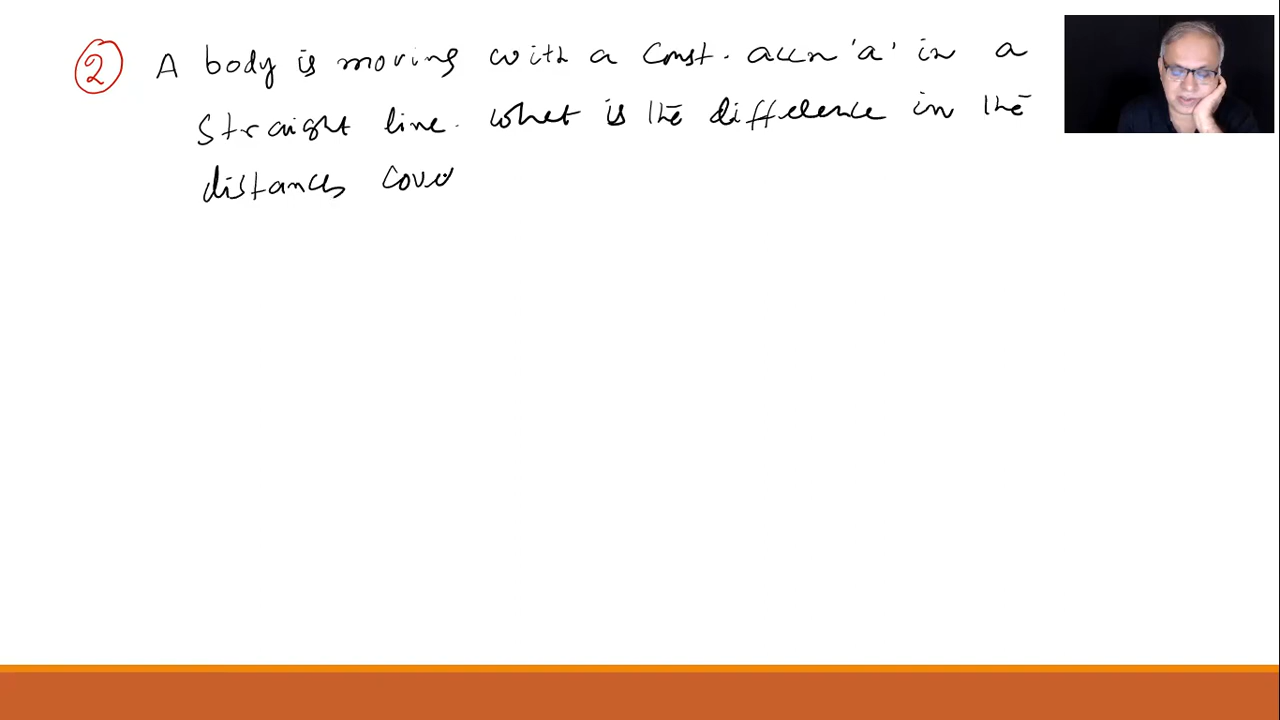 2 A body is moving with a const. accn 'a' in a
straight line. What is the difference in the
distances cove